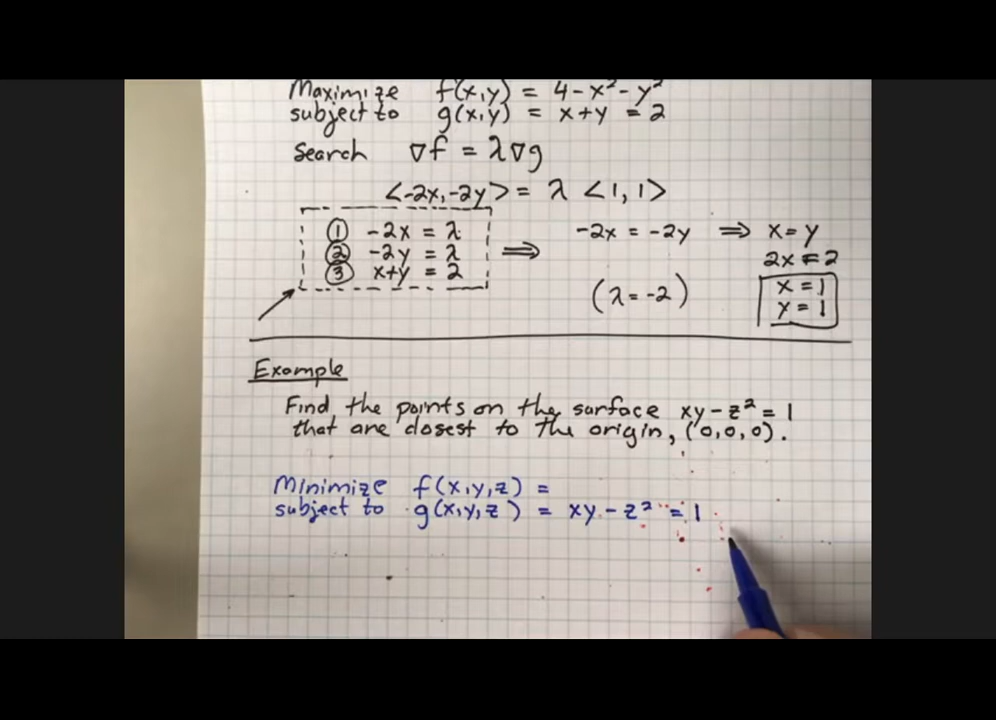 Maximize f(x,y) = 4-x²-y²
subject to g(x,y) = x+y = 2
Search ∇f = λ∇g
<-2x,-2y> = λ <1,1>
① -2x = λ ⇒ -2x = -2y ⇒ x=y
② -2y = λ 2x = 2
③ x+y = 2 (λ=-2) x=1
y=1
Example
Find the points on the surface xy-z²=1
that are closest to the origin, (0,0,0).
Minimize f(x,y,z) =
subject to g(x,y,z) = xy-z² = 1